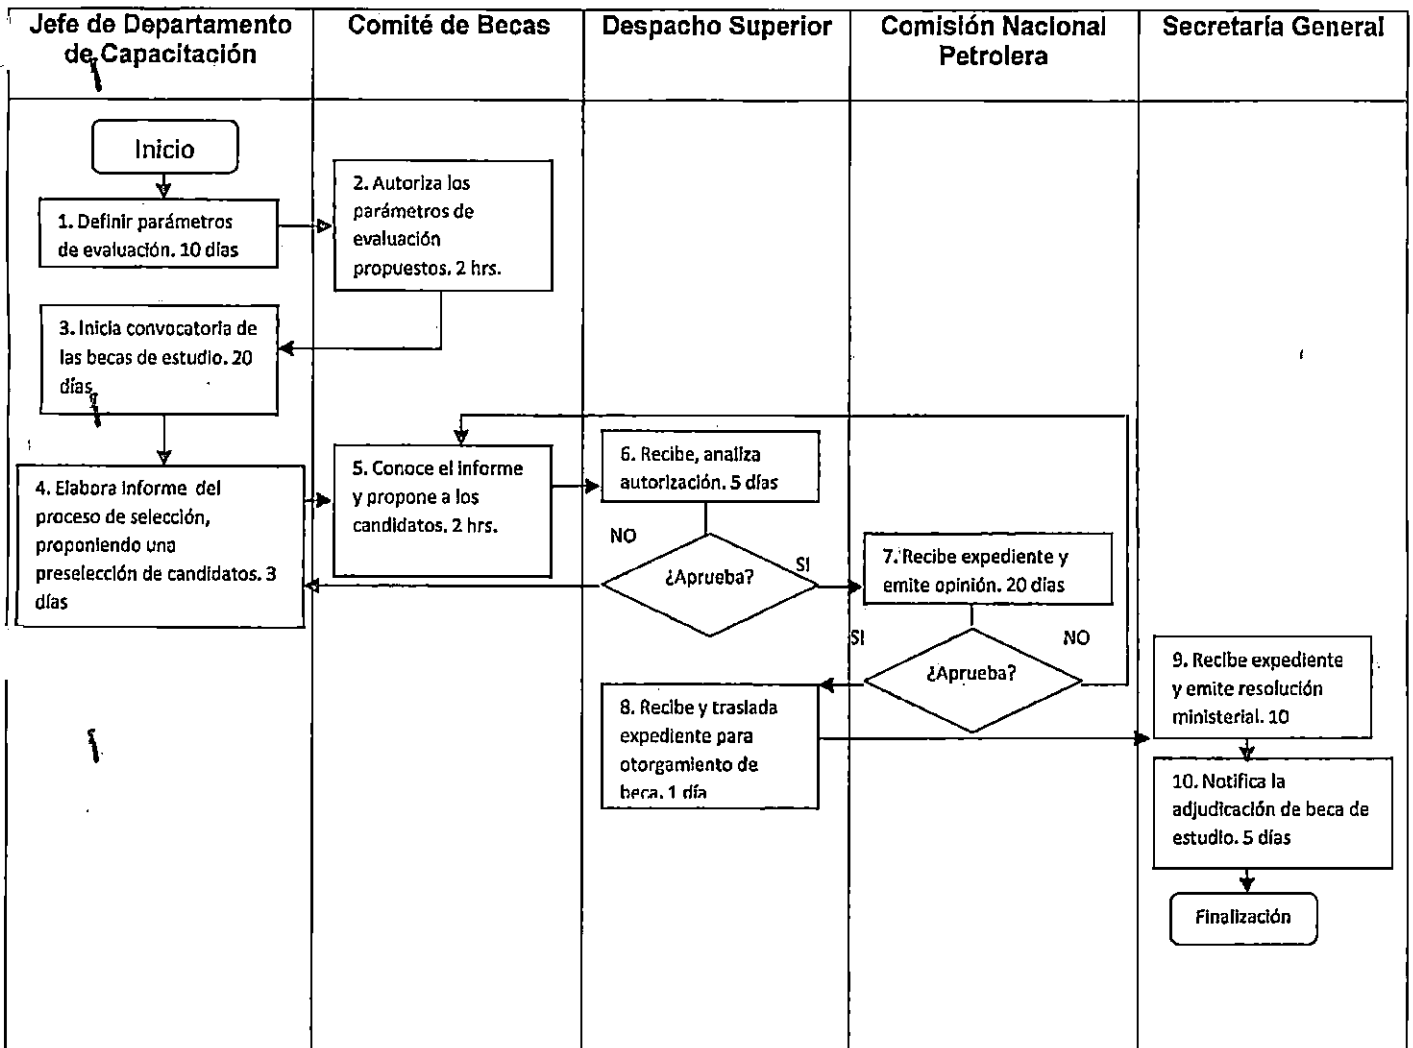 Jefe de Departamento
de Capacitación
Comité de Becas
Despacho Superior
Comisión Nacional
Petrolera
Secretaría General
Inicio
1. Definir parámetros
de evaluación. 10 días
2. Autoriza los
parámetros de
evaluación
propuestos. 2 hrs.
3. Inicia convocatoria de
las becas de estudio. 20
días
4. Elabora informe del
proceso de selección,
proponiendo una
preselección de candidatos. 3
días
5. Conoce el informe
y propone a los
candidatos. 2 hrs.
6. Recibe, analiza
autorización. 5 días
NO
¿Aprueba?
SI
7. Recibe expediente y
emite opinión. 20 días
SI
¿Aprueba?
NO
8. Recibe y traslada
expediente para
otorgamiento de
beca. 1 día
9. Recibe expediente
y emite resolución
ministerial. 10
10. Notifica la
adjudicación de beca de
estudio. 5 días
Finalización